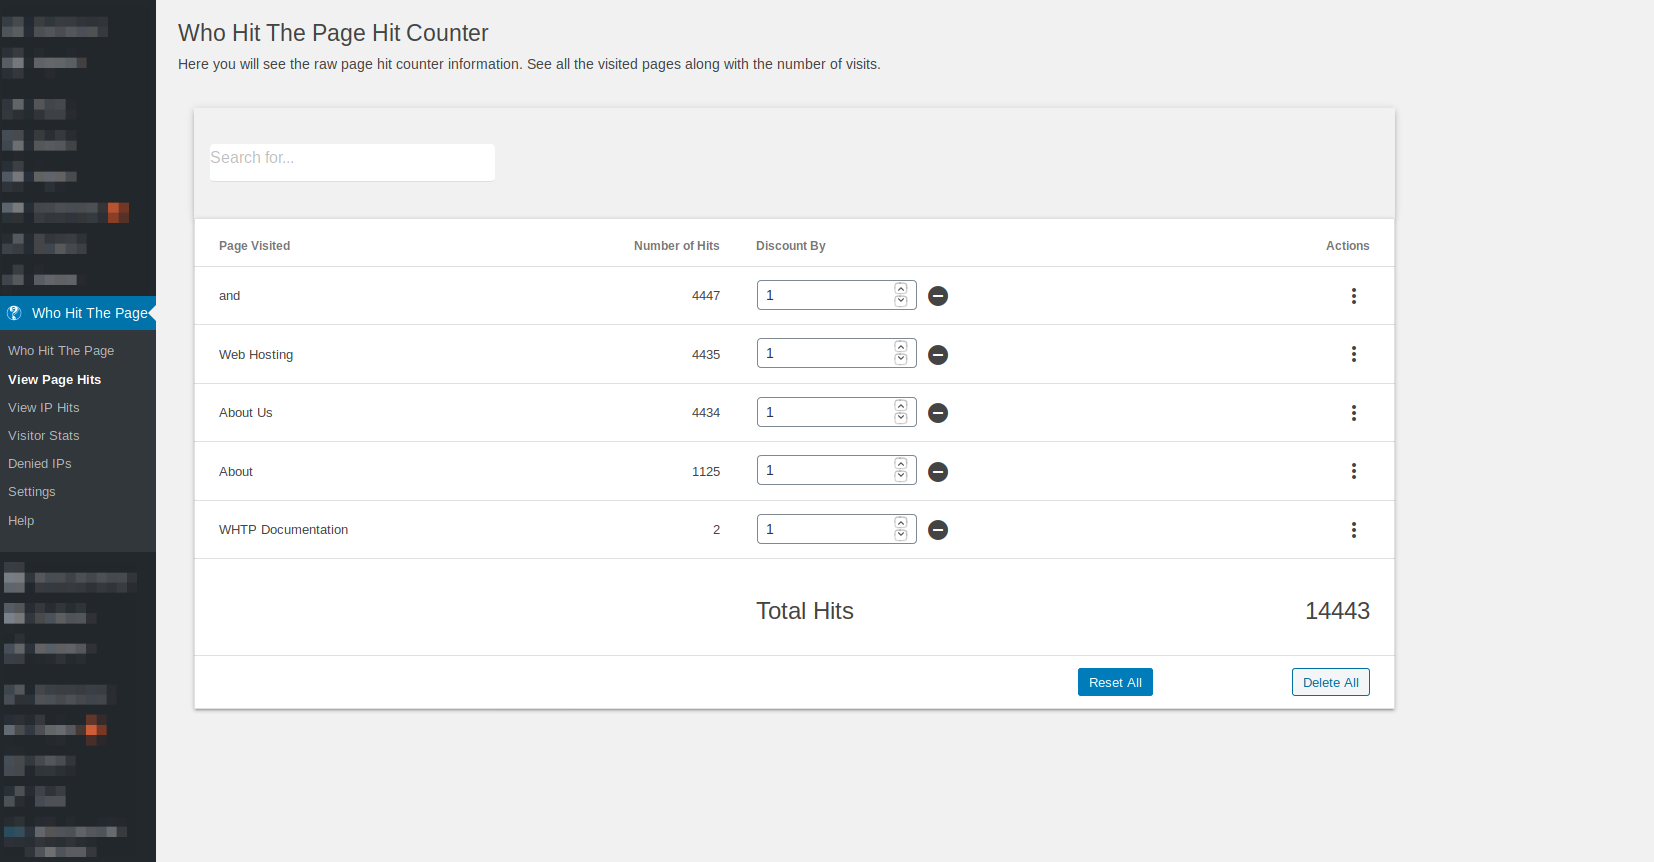 Who Hit The Page Hit Counter
Here you will see the raw page hit counter information. See all the visited pages along with the number of visits.
Search for...
Page Visited Number of Hits Discount By Actions
and 4447 1
Web Hosting 4435 1
About Us 4434 1
About 1125 1
WHTP Documentation 2 1
Total Hits 14443
Reset All Delete All
Who Hit The Page
Who Hit The Page
View Page Hits
View IP Hits
Visitor Stats
Denied IPs
Settings
Help